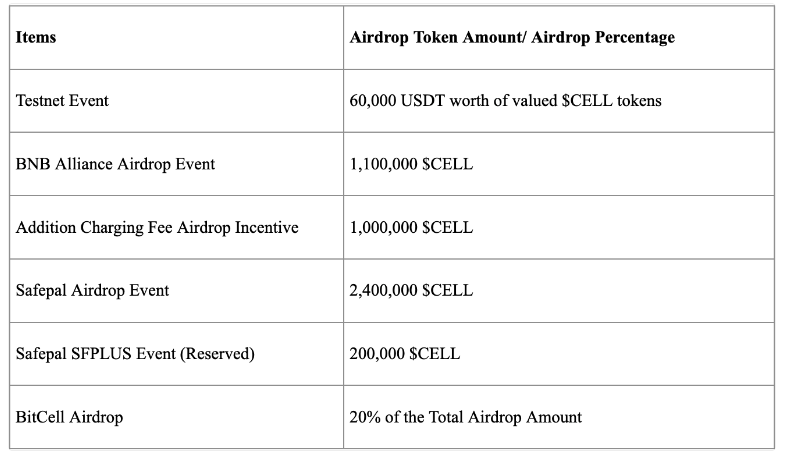 Items
Airdrop Token Amount/ Airdrop Percentage
Testnet Event
60,000 USDT worth of valued $CELL tokens
BNB Alliance Airdrop Event
1,100,000 $CELL
Addition Charging Fee Airdrop Incentive
1,000,000 $CELL
Safepal Airdrop Event
2,400,000 $CELL
Safepal SFPLUS Event (Reserved)
200,000 $CELL
BitCell Airdrop
20% of the Total Airdrop Amount